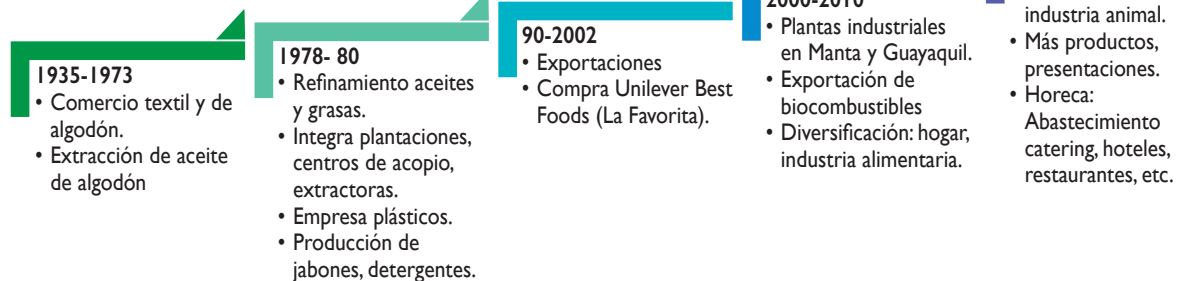 1935-1973
• Comercio textil y de
algodón.
• Extracción de aceite
de algodón
1978- 80
• Refinamiento aceites
y grasas.
• Integra plantaciones,
centros de acopio,
extractoras.
• Empresa plásticos.
• Producción de
jabones, detergentes.
90-2002
• Exportaciones
• Compra Unilever Best
Foods (La Favorita).
2000-2010
• Plantas industriales
en Manta y Guayaquil.
• Exportación de
biocombustibles
• Diversificación: hogar,
industria alimentaria.
industria animal.
• Más productos,
presentaciones.
• Horeca:
Abastecimiento
catering, hoteles,
restaurantes, etc.